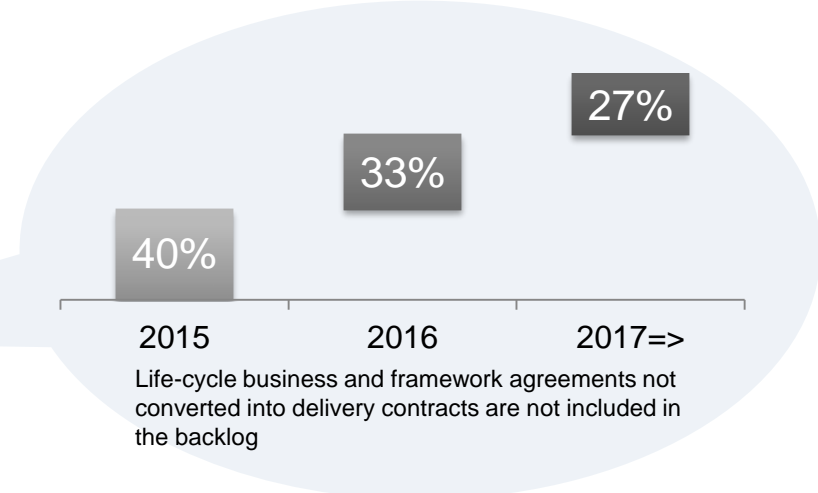 27%
33%
40%
2015 2016 2017=>
Life-cycle business and framework agreements not
converted into delivery contracts are not included in
the backlog